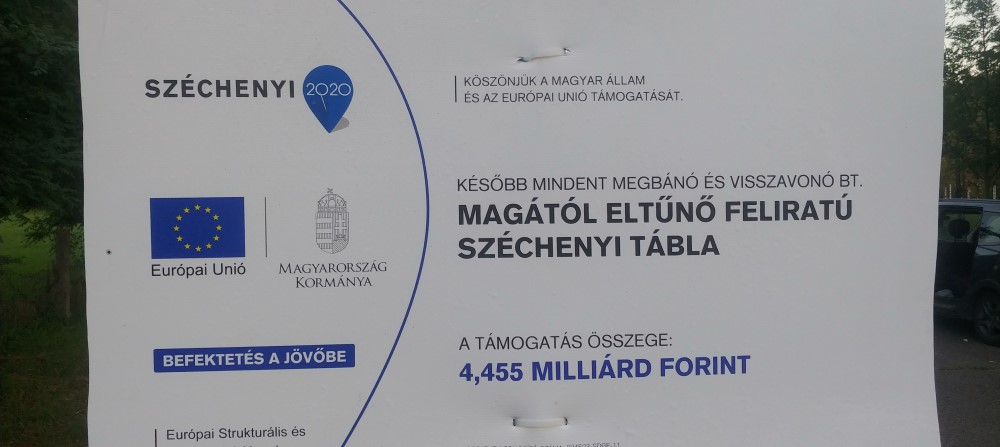 SZÉCHENYI 2020
KÖSZÖNJÜK A MAGYAR ÁLLAM
ÉS AZ EURÓPAI UNIÓ TÁMOGATÁSÁT.
Európai Unió
MAGYARORSZÁG
KORMÁNYA
BEFEKTETÉS A JÖVŐBE
Európai Strukturális és
KÉSŐBB MINDENT MEGBÁNÓ ÉS VISSZAVONÓ BT.
MAGÁTÓL ELTŰNŐ FELIRATÚ
SZÉCHENYI TÁBLA
A TÁMOGATÁS ÖSSZEGE:
4,455 MILLIÁRD FORINT